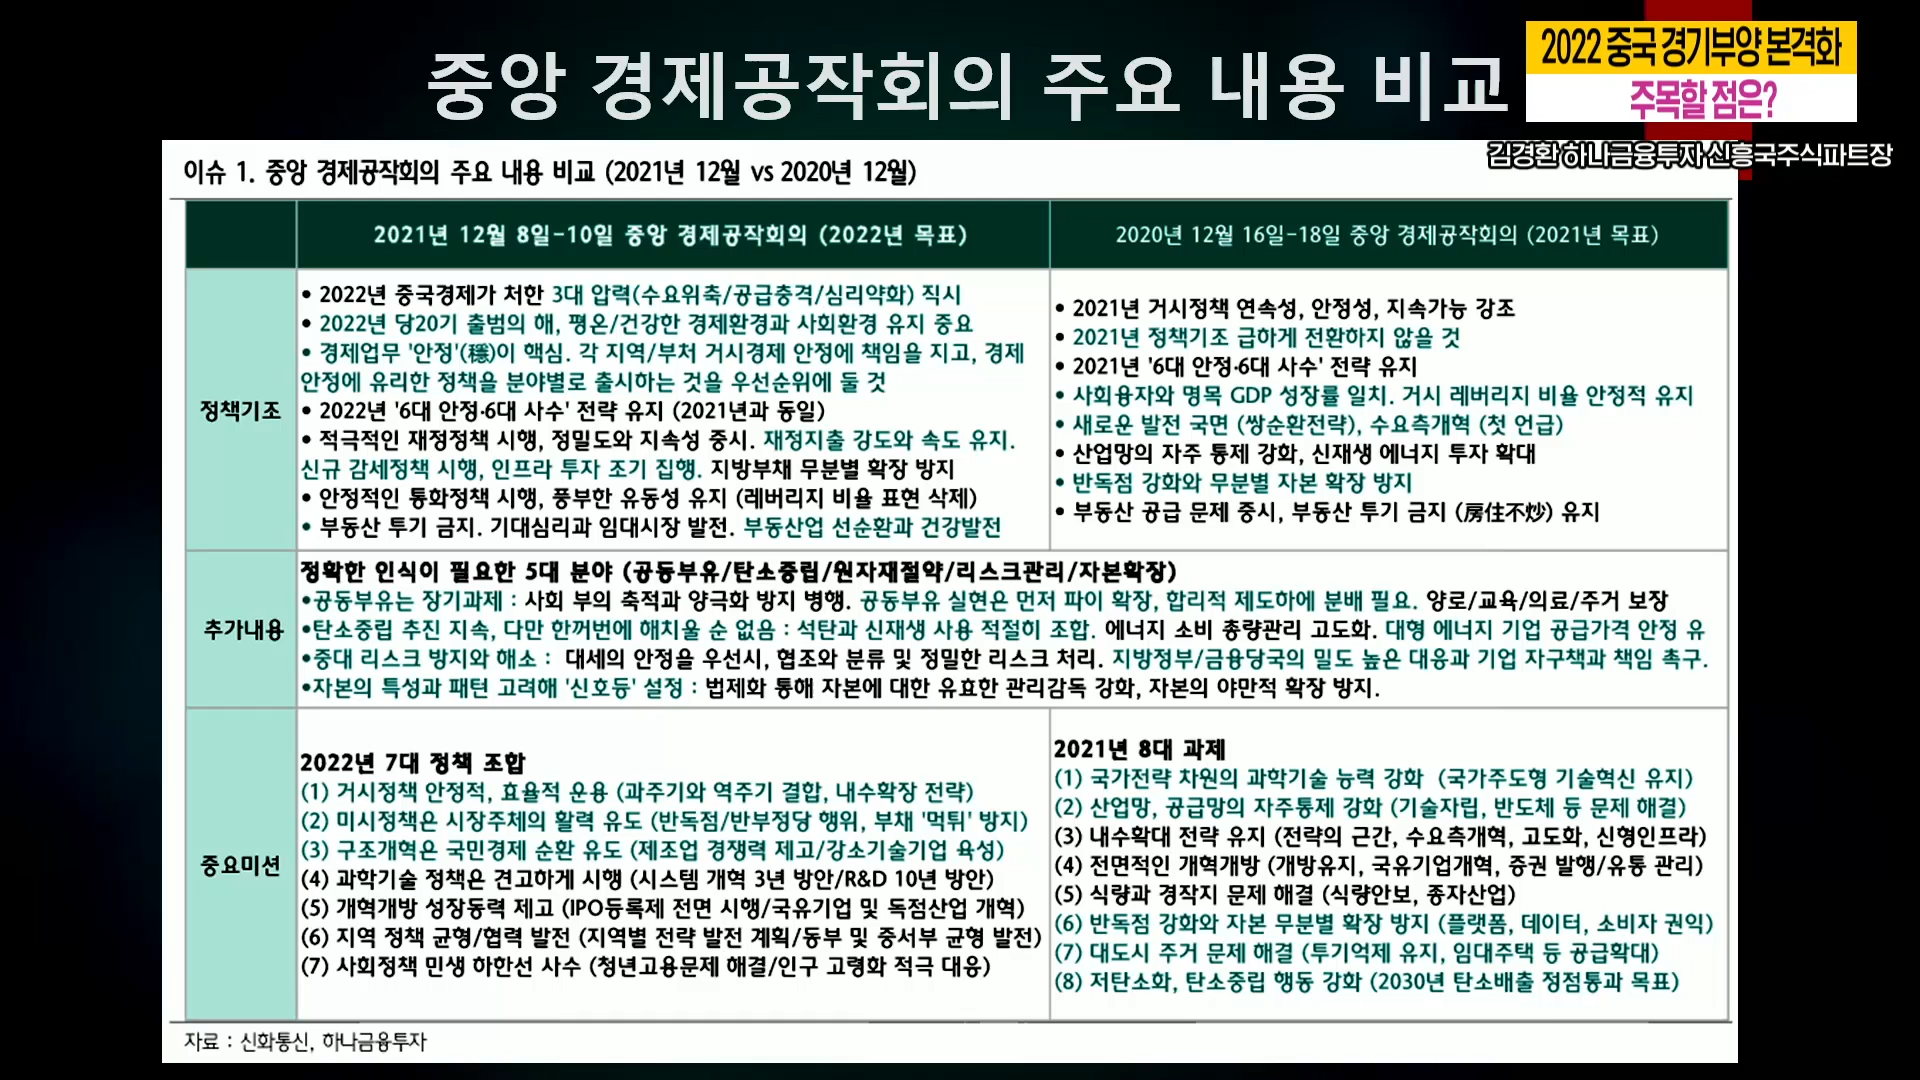 중앙 경제공작회의 주요 내용 비교
2022 중국 경기부양 본격화
주목할 점은?
김경환 하나금융투자 신흥국주식파트장
이슈 1. 중앙 경제공작회의 주요 내용 비교 (2021년 12월 vs 2020년 12월)
2021년 12월 8일-10일 중앙 경제공작회의 (2022년 목표)
2020년 12월 16일-18일 중앙 경제공작회의 (2021년 목표)
정책기조
• 2022년 중국경제가 처한 3대 압력(수요위축/공급충격/심리약화) 직시
• 2022년 당20기 출범의 해, 평온/건강한 경제환경과 사회환경 유지 중요
• 경제업무 '안정'(穩)이 핵심. 각 지역/부처 거시경제 안정에 책임을 지고, 경제
안정에 유리한 정책을 분야별로 출시하는 것을 우선순위에 둘 것
• 2022년 '6대 안정·6대 사수' 전략 유지 (2021년과 동일)
• 적극적인 재정정책 시행, 정밀도와 지속성 중시. 재정지출 강도와 속도 유지.
신규 감세정책 시행, 인프라 투자 조기 집행. 지방부채 무분별 확장 방지
• 안정적인 통화정책 시행, 풍부한 유동성 유지 (레버리지 비율 표현 삭제)
• 부동산 투기 금지. 기대심리과 임대시장 발전. 부동산업 선순환과 건강발전
• 2021년 거시정책 연속성, 안정성, 지속가능 강조
• 2021년 정책기조 급하게 전환하지 않을 것
• 2021년 '6대 안정·6대 사수' 전략 유지
• 사회융자와 명목 GDP 성장률 일치. 거시 레버리지 비율 안정적 유지
• 새로운 발전 국면 (쌍순환전략), 수요측개혁 (첫 언급)
• 산업망의 자주 통제 강화, 신재생 에너지 투자 확대
• 반독점 강화와 무분별 자본 확장 방지
• 부동산 공급 문제 중시, 부동산 투기 금지 (房住不炒) 유지
추가내용
정확한 인식이 필요한 5대 분야 (공동부유/탄소중립/원자재절약/리스크관리/자본확장)
•공동부유는 장기과제 : 사회 부의 축적과 양극화 방지 병행. 공동부유 실현은 먼저 파이 확장, 합리적 제도하에 분배 필요. 양로/교육/의료/주거 보장
•탄소중립 추진 지속, 다만 한꺼번에 해치울 순 없음 : 석탄과 신재생 사용 적절히 조합. 에너지 소비 총량관리 고도화. 대형 에너지 기업 공급가격 안정 유
•중대 리스크 방지와 해소 : 대세의 안정을 우선시, 협조와 분류 및 정밀한 리스크 처리. 지방정부/금융당국의 밀도 높은 대응과 기업 자구책과 책임 촉구.
•자본의 특성과 패턴 고려해 '신호등' 설정 : 법제화 통해 자본에 대한 유효한 관리감독 강화, 자본의 야만적 확장 방지.
중요미션
2022년 7대 정책 조합
(1) 거시정책 안정적, 효율적 운용 (과주기와 역주기 결합, 내수확장 전략)
(2) 미시정책은 시장주체의 활력 유도 (반독점/반부정당 행위, 부채 '먹튀' 방지)
(3) 구조개혁은 국민경제 순환 유도 (제조업 경쟁력 제고/강소기술기업 육성)
(4) 과학기술 정책은 견고하게 시행 (시스템 개혁 3년 방안/R&D 10년 방안)
(5) 개혁개방 성장동력 제고 (IPO등록제 전면 시행/국유기업 및 독점산업 개혁)
(6) 지역 정책 균형/협력 발전 (지역별 전략 발전 계획/동부 및 중서부 균형 발전)
(7) 사회정책 민생 하한선 사수 (청년고용문제 해결/인구 고령화 적극 대응)
2021년 8대 과제
(1) 국가전략 차원의 과학기술 능력 강화 (국가주도형 기술혁신 유지)
(2) 산업망, 공급망의 자주통제 강화 (기술자립, 반도체 등 문제 해결)
(3) 내수확대 전략 유지 (전략의 근간, 수요측개혁, 고도화, 신형인프라)
(4) 전면적인 개혁개방 (개방유지, 국유기업개혁, 증권 발행/유통 관리)
(5) 식량과 경작지 문제 해결 (식량안보, 종자산업)
(6) 반독점 강화와 자본 무분별 확장 방지 (플랫폼, 데이터, 소비자 권익)
(7) 대도시 주거 문제 해결 (투기억제 유지, 임대주택 등 공급확대)
(8) 저탄소화, 탄소중립 행동 강화 (2030년 탄소배출 정점통과 목표)
자료 : 신화통신, 하나금융투자